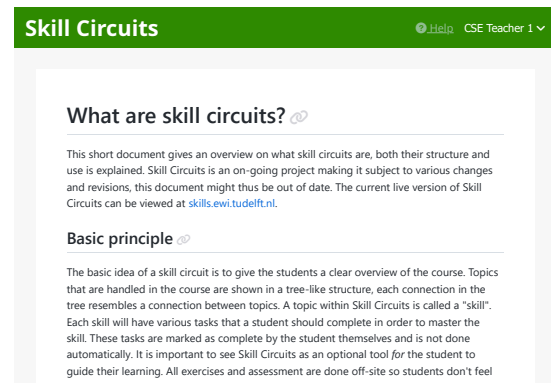 Skill Circuits
Help CSE Teacher 1
What are skill circuits?
This short document gives an overview on what skill circuits are, both their structure and
use is explained. Skill Circuits is an on-going project making it subject to various changes
and revisions, this document might thus be out of date. The current live version of Skill
Circuits can be viewed at skills.ewi.tudelft.nl.
Basic principle
The basic idea of a skill circuit is to give the students a clear overview of the course. Topics
that are handled in the course are shown in a tree-like structure, each connection in the
tree resembles a connection between topics. A topic within Skill Circuits is called a "skill".
Each skill will have various tasks that a student should complete in order to master the
skill. These tasks are marked as complete by the student themselves and is not done
automatically. It is important to see Skill Circuits as an optional tool for the student to
guide their learning. All exercises and assessment are done off-site so students don't feel